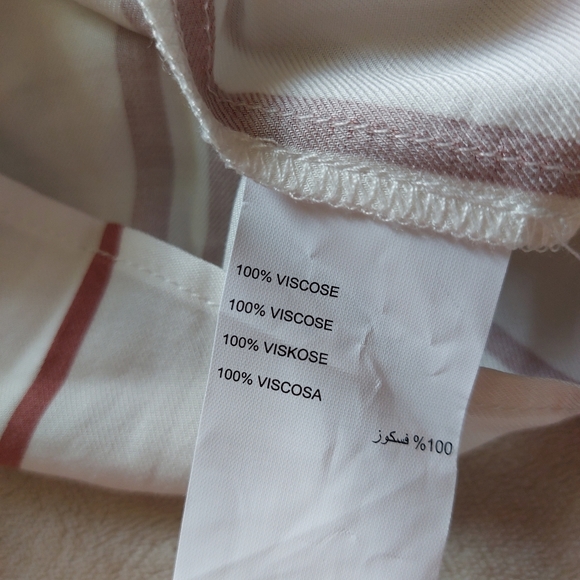 100% VISCOSE
100% VISCOSE
100% VISKOSE
100% VISCOSA
100% فسكوز